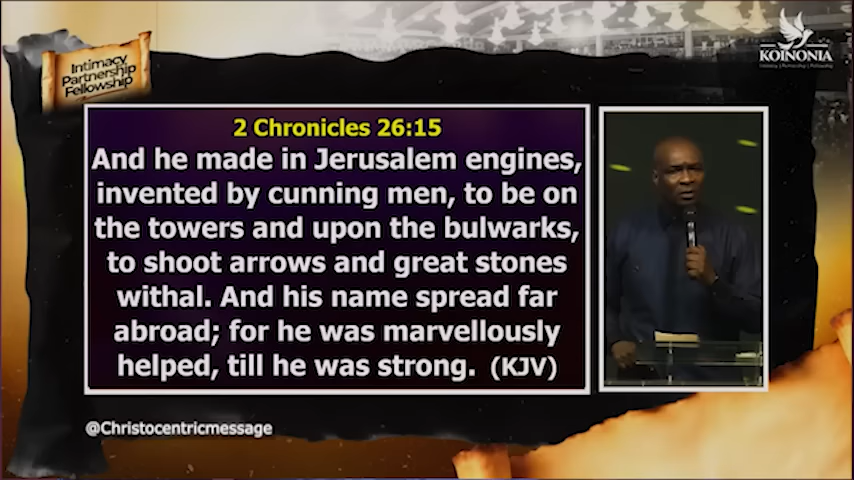 Intimacy
Partnership
Fellowship
KOINONIA
2 Chronicles 26:15
And he made in Jerusalem engines,
invented by cunning men, to be on
the towers and upon the bulwarks,
to shoot arrows and great stones
withal. And his name spread far
abroad; for he was marvellously
helped, till he was strong. (KJV)
@Christocentricmessage